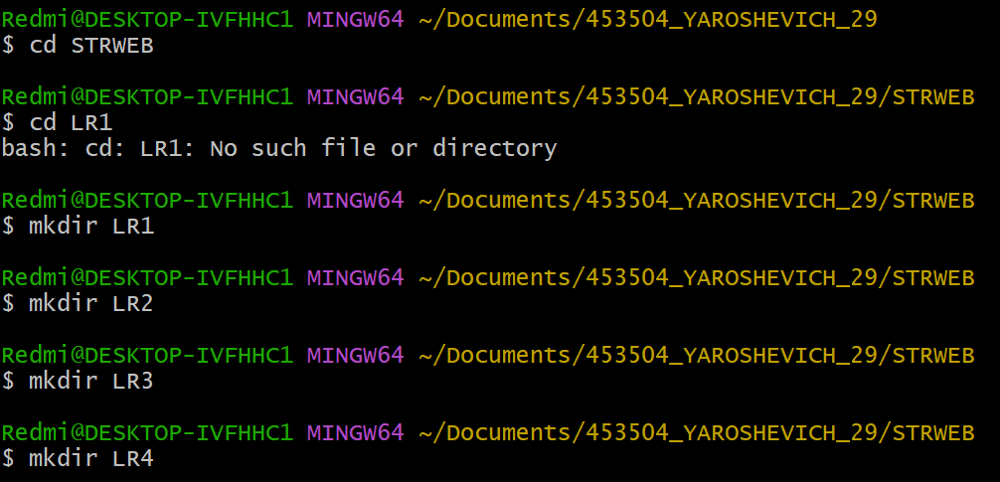 Redmi@DESKTOP-IVFHHC1 MINGW64 ~/Documents/453504_YAROSHEVICH_29
$ cd STRWEB
Redmi@DESKTOP-IVFHHC1 MINGW64 ~/Documents/453504_YAROSHEVICH_29/STRWEB
$ cd LR1
bash: cd: LR1: No such file or directory
Redmi@DESKTOP-IVFHHC1 MINGW64 ~/Documents/453504_YAROSHEVICH_29/STRWEB
$ mkdir LR1
Redmi@DESKTOP-IVFHHC1 MINGW64 ~/Documents/453504_YAROSHEVICH_29/STRWEB
$ mkdir LR2
Redmi@DESKTOP-IVFHHC1 MINGW64 ~/Documents/453504_YAROSHEVICH_29/STRWEB
$ mkdir LR3
Redmi@DESKTOP-IVFHHC1 MINGW64 ~/Documents/453504_YAROSHEVICH_29/STRWEB
$ mkdir LR4